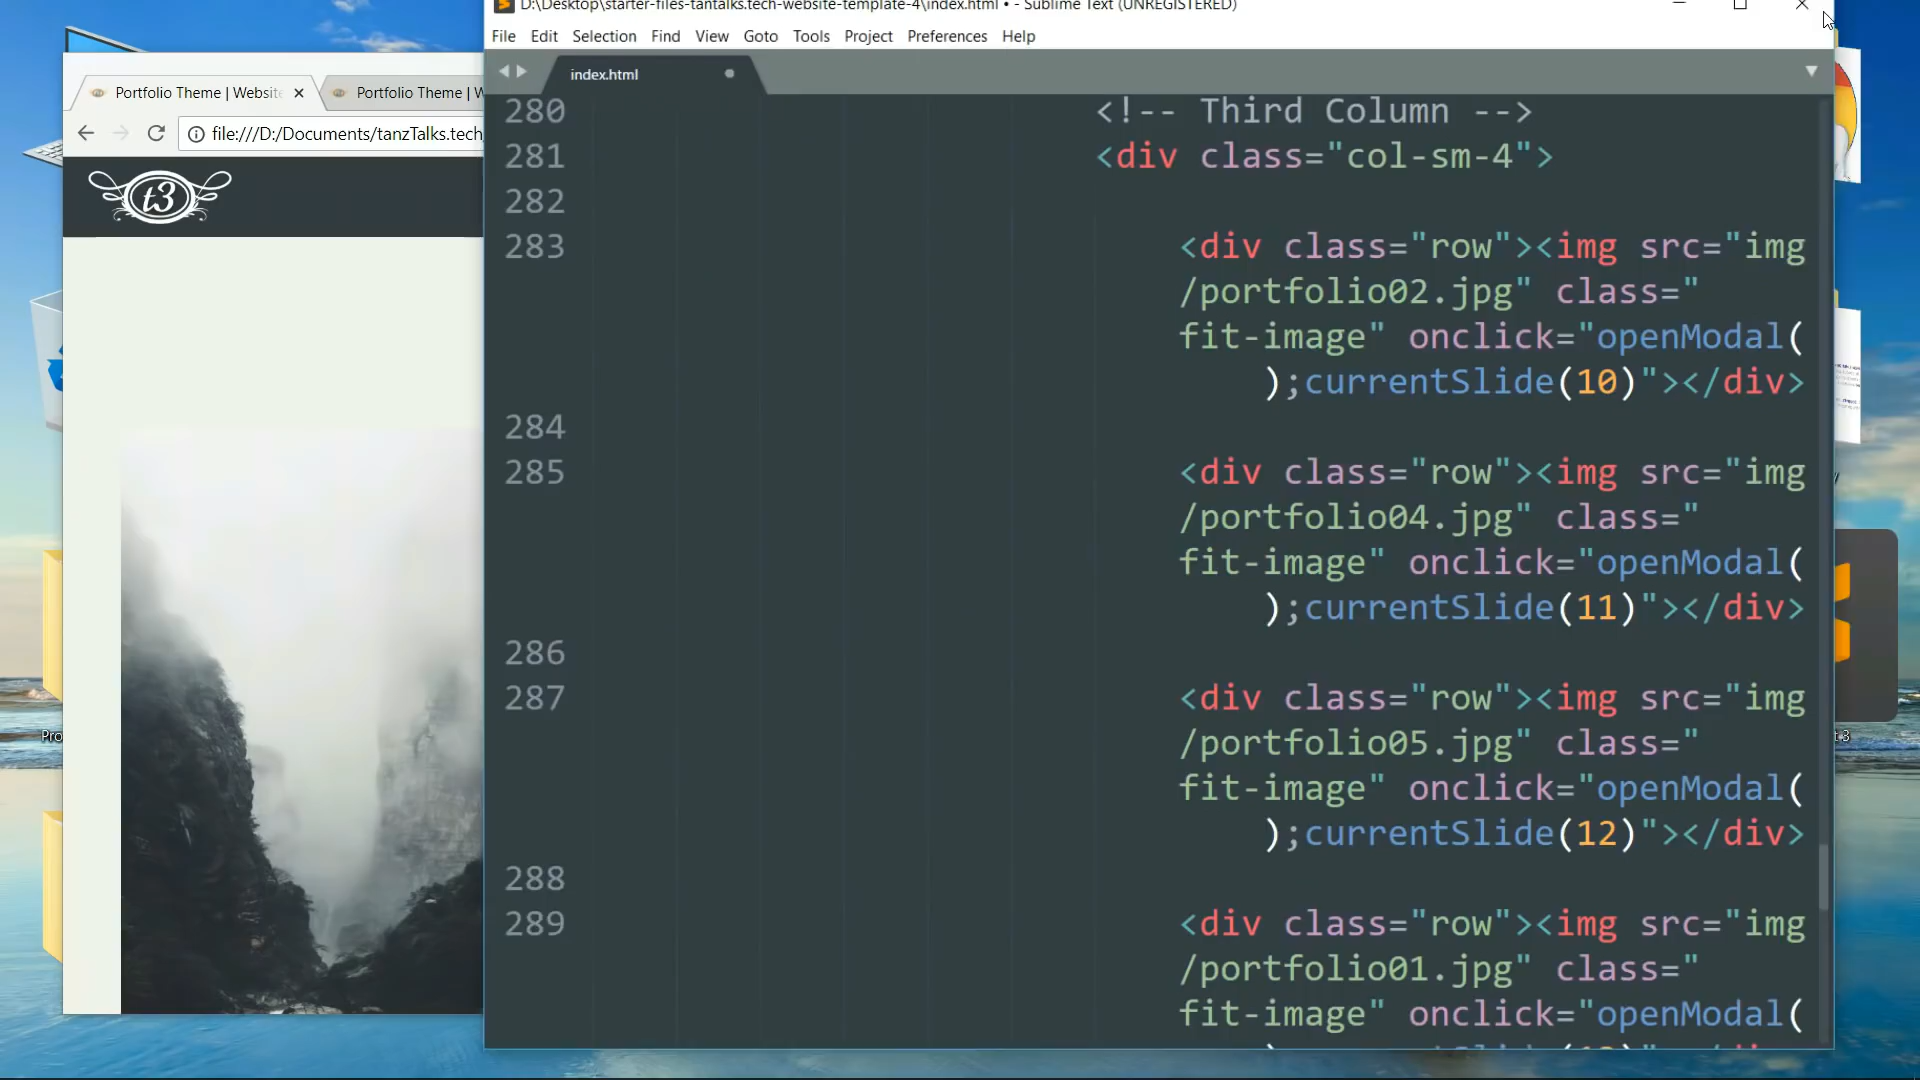 D:\Desktop\starter-files-tantalks.tech-website-template-4\index.html • - Sublime Text (UNREGISTERED)
File Edit Selection Find View Goto Tools Project Preferences Help
index.html
Portfolio Theme | Website
Portfolio Theme | W
file:///D:/Documents/tanzTalks.tech
t3
280 <!-- Third Column -->
281 <div class="col-sm-4">
282
283 <div class="row"><img src="img
/portfolio02.jpg" class="
fit-image" onclick="openModal(
);currentSlide(10)"></div>
284
285 <div class="row"><img src="img
/portfolio04.jpg" class="
fit-image" onclick="openModal(
);currentSlide(11)"></div>
286
287 <div class="row"><img src="img
/portfolio05.jpg" class="
fit-image" onclick="openModal(
);currentSlide(12)"></div>
288
289 <div class="row"><img src="img
/portfolio01.jpg" class="
fit-image" onclick="openModal(
Pro
t 3